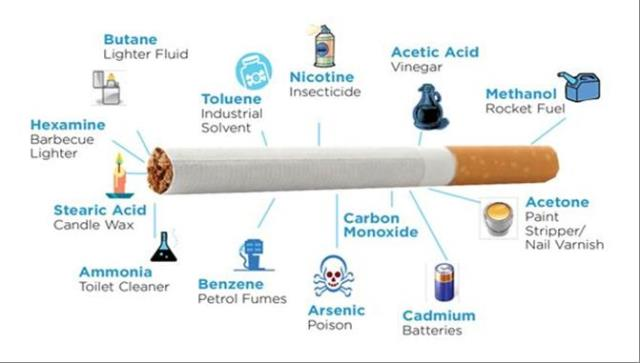 Butane
Lighter Fluid
Nicotine
Insecticide
Acetic Acid
Vinegar
Toluene
Industrial
Solvent
Methanol
Rocket Fuel
Hexamine
Barbecue
Lighter
Stearic Acid
Candle Wax
Carbon
Monoxide
Acetone
Paint
Stripper/
Nail Varnish
Ammonia
Toilet Cleaner
Benzene
Petrol Fumes
Arsenic
Poison
Cadmium
Batteries